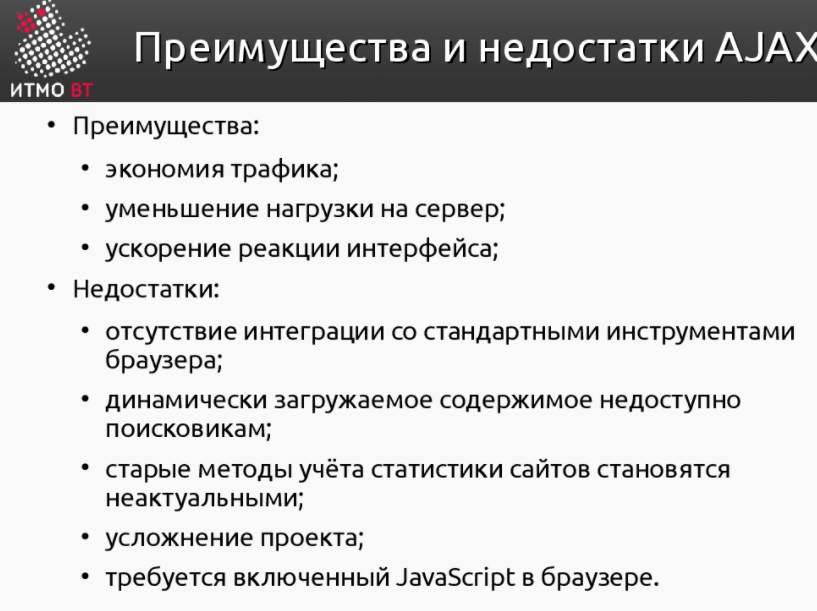 Преимущества и недостатки AJAX
ИТМО ВТ
• Преимущества:
• экономия трафика;
• уменьшение нагрузки на сервер;
• ускорение реакции интерфейса;
• Недостатки:
• отсутствие интеграции со стандартными инструментами
браузера;
• динамически загружаемое содержимое недоступно
поисковикам;
• старые методы учёта статистики сайтов становятся
неактуальными;
• усложнение проекта;
• требуется включенный JavaScript в браузере.